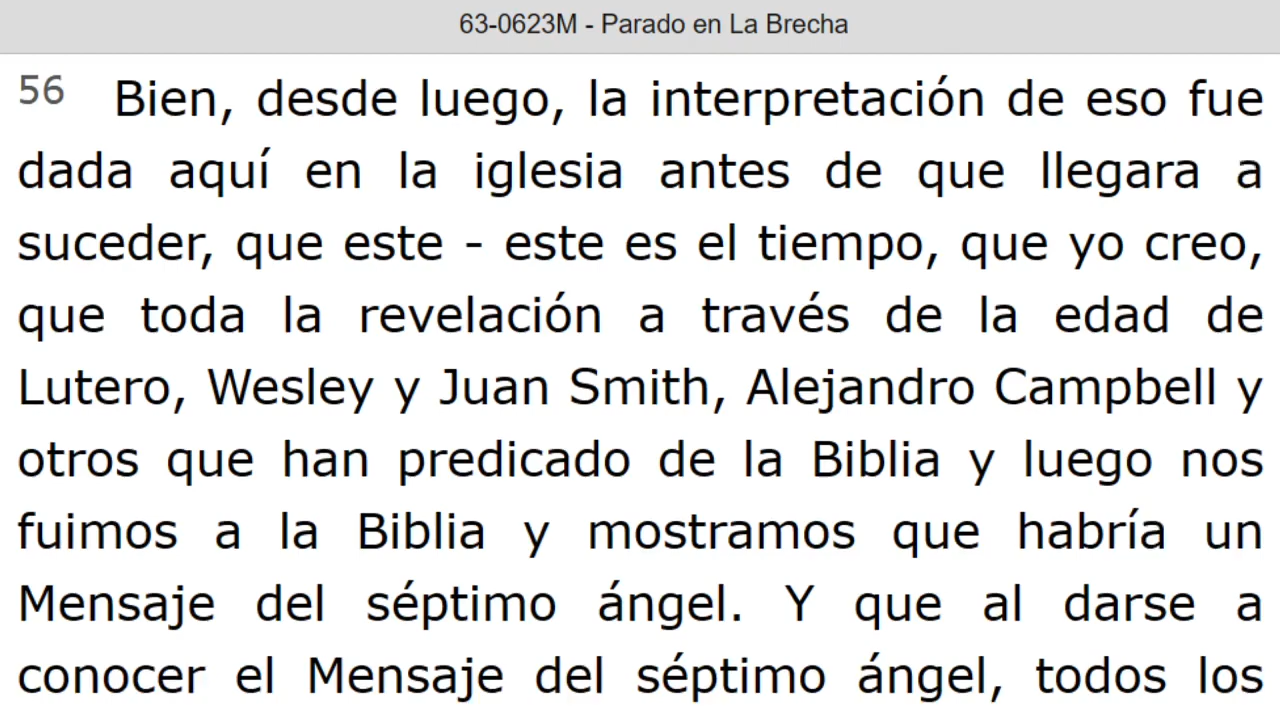 63-0623M - Parado en La Brecha
56 Bien, desde luego, la interpretación de eso fue
dada aquí en la iglesia antes de que llegara a
suceder, que este - este es el tiempo, que yo creo,
que toda la revelación a través de la edad de
Lutero, Wesley y Juan Smith, Alejandro Campbell y
otros que han predicado de la Biblia y luego nos
fuimos a la Biblia y mostramos que habría un
Mensaje del séptimo ángel. Y que al darse a
conocer el Mensaje del séptimo ángel, todos los